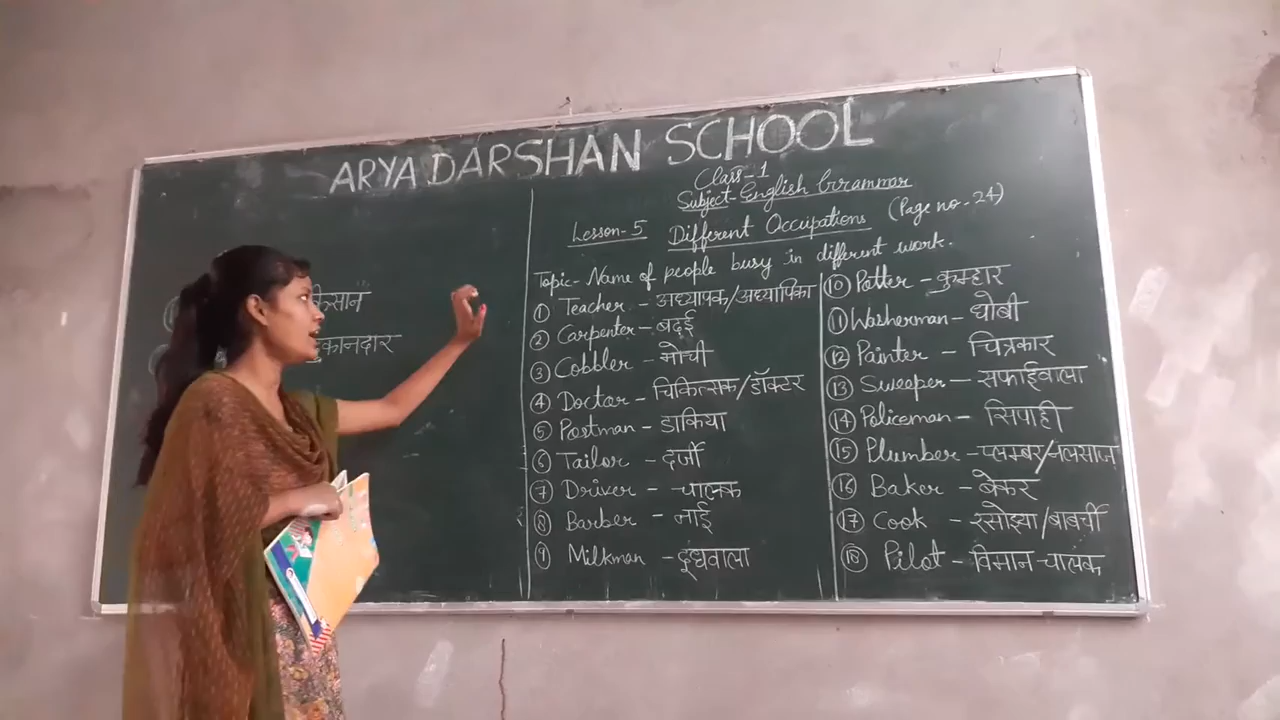 ARYA DARSHAN SCHOOL
Class-1
Subject-English Grammar
Lesson-5 Different Occupations (Page no-24)
Topic- Name of people busy in different work.
① Teacher - अध्यापक/अध्यापिका
② Carpenter - बढ़ई
③ Cobbler - मोची
④ Doctar - चिकित्सक/डॉक्टर
⑤ Postman - डाकिया
⑥ Tailor - दर्जी
⑦ Driver - चालक
⑧ Barber - नाई
⑨ Milkman - दूधवाला
⑩ Potter - कुम्हार
⑪ Washerman - धोबी
⑫ Painter - चित्रकार
⑬ Sweeper - सफाईवाला
⑭ Policeman - सिपाही
⑮ Plumber - प्लम्बर/नलसाज
⑯ Baker - बेकर
⑰ Cook - रसोइया/बावर्ची
⑱ Pilot - विमान-चालक